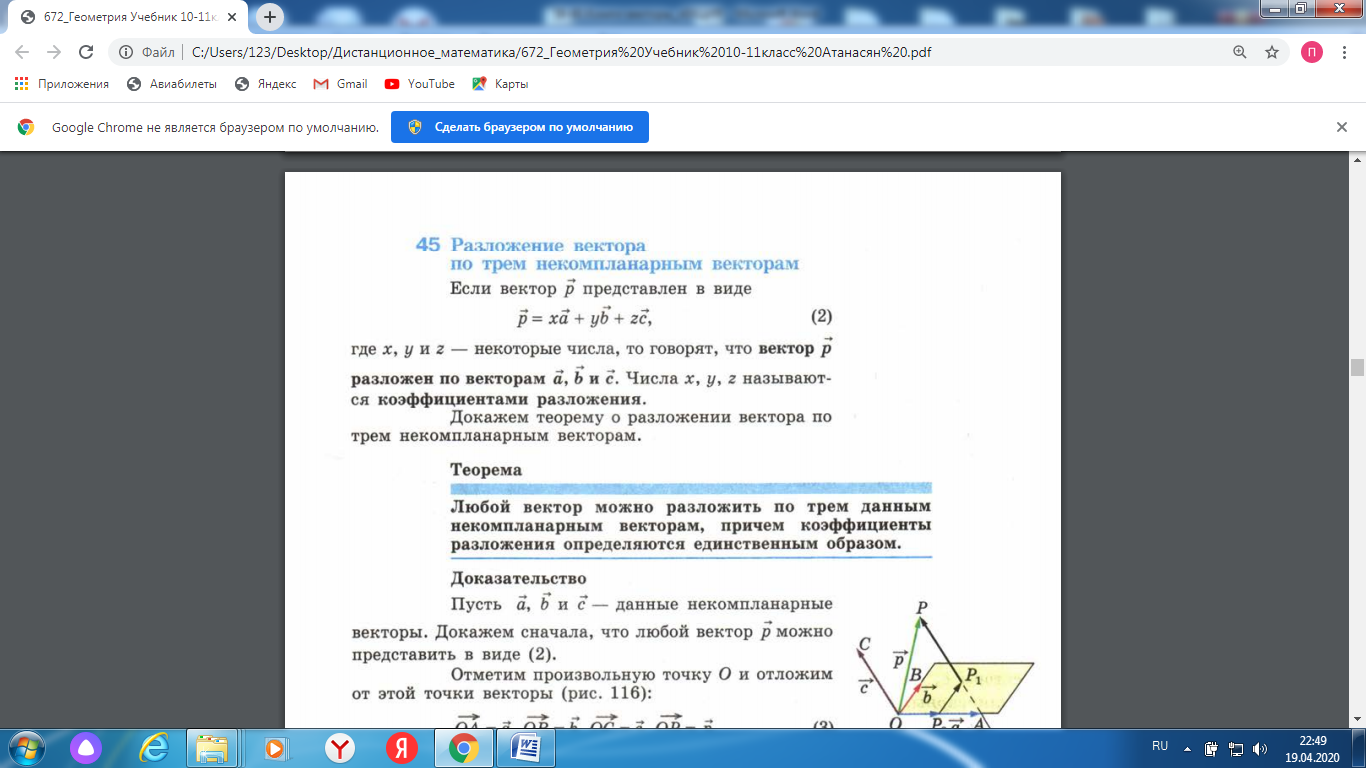 672_Геометрия Учебник 10-11к
Файл
C:/Users/123/Desktop/Дистанционное_математика/672_Геометрия%20Учебник%2010-11класс%20Атанасян%20.pdf
П
Приложения
Авиабилеты
Яндекс
Gmail
YouTube
Карты
Google Chrome не является браузером по умолчанию.
Сделать браузером по умолчанию
45 Разложение вектора
по трем некомпланарным векторам
Если вектор p⃗ представлен в виде
p⃗ = xa⃗ + yb⃗ + zc⃗, (2)
где x, y и z — некоторые числа, то говорят, что вектор p⃗
разложен по векторам a⃗, b⃗ и c⃗. Числа x, y, z называют-
ся коэффициентами разложения.
Докажем теорему о разложении вектора по
трем некомпланарным векторам.
Теорема
Любой вектор можно разложить по трем данным
некомпланарным векторам, причем коэффициенты
разложения определяются единственным образом.
Доказательство
Пусть a⃗, b⃗ и c⃗ — данные некомпланарные
векторы. Докажем сначала, что любой вектор p⃗ можно
представить в виде (2).
Отметим произвольную точку O и отложим
от этой точки векторы (рис. 116):
P
C
p⃗
B
P₁
c⃗
b⃗
O
A
RU
22:49
19.04.2020